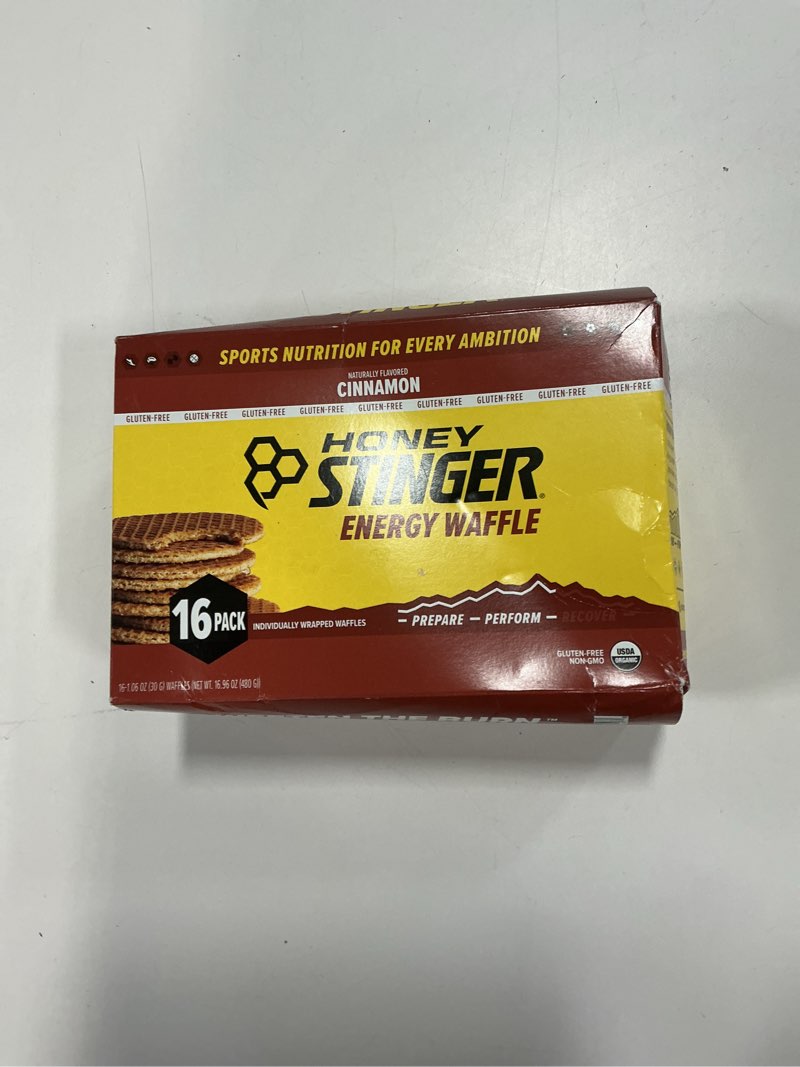 SPORTS NUTRITION FOR EVERY AMBITION
NATURALLY FLAVORED
CINNAMON
GLUTEN-FREE GLUTEN-FREE GLUTEN-FREE GLUTEN-FREE GLUTEN-FREE GLUTEN-FREE GLUTEN-FREE GLUTEN-FREE GLUTEN-FREE
HONEY
STINGER®
ENERGY WAFFLE
16 PACK
INDIVIDUALLY WRAPPED WAFFLES
– PREPARE – PERFORM – RECOVER
GLUTEN-FREE
NON-GMO
USDA
ORGANIC
16-1.06 OZ (30 G) WAFFLES (NET WT. 16.96 OZ (480 G))
THE BURN™